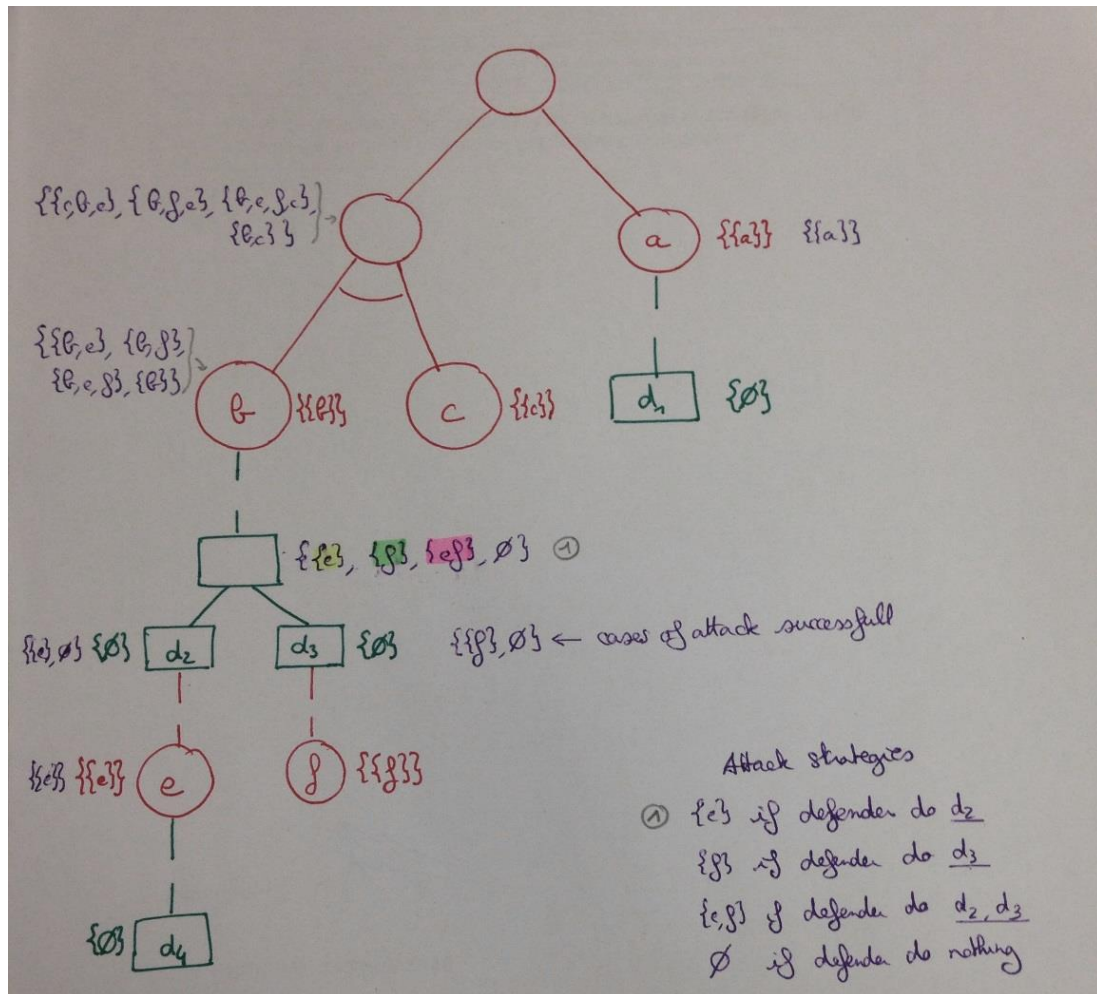 {{c,b,e}, {b,f,e}, {b,e,f,c},
{b,c}}
a {{a}} {{a}}
{{b,e}, {b,f},
{b,e,f}, {b}}
b {{b}} c {{c}} d₁ {∅}
{{e}, {f}, {e,f}, ∅} ①
{{e},∅} {∅} d₂ d₃ {∅} {{f},∅} ← cases of attack successfull
{{e}} {{e}} e f {{f}}
Attack strategies
① {e} if defender do d₂
{f} if defender do d₃
{e,f} if defender do d₂, d₃
∅ if defender do nothing
{∅} d₄